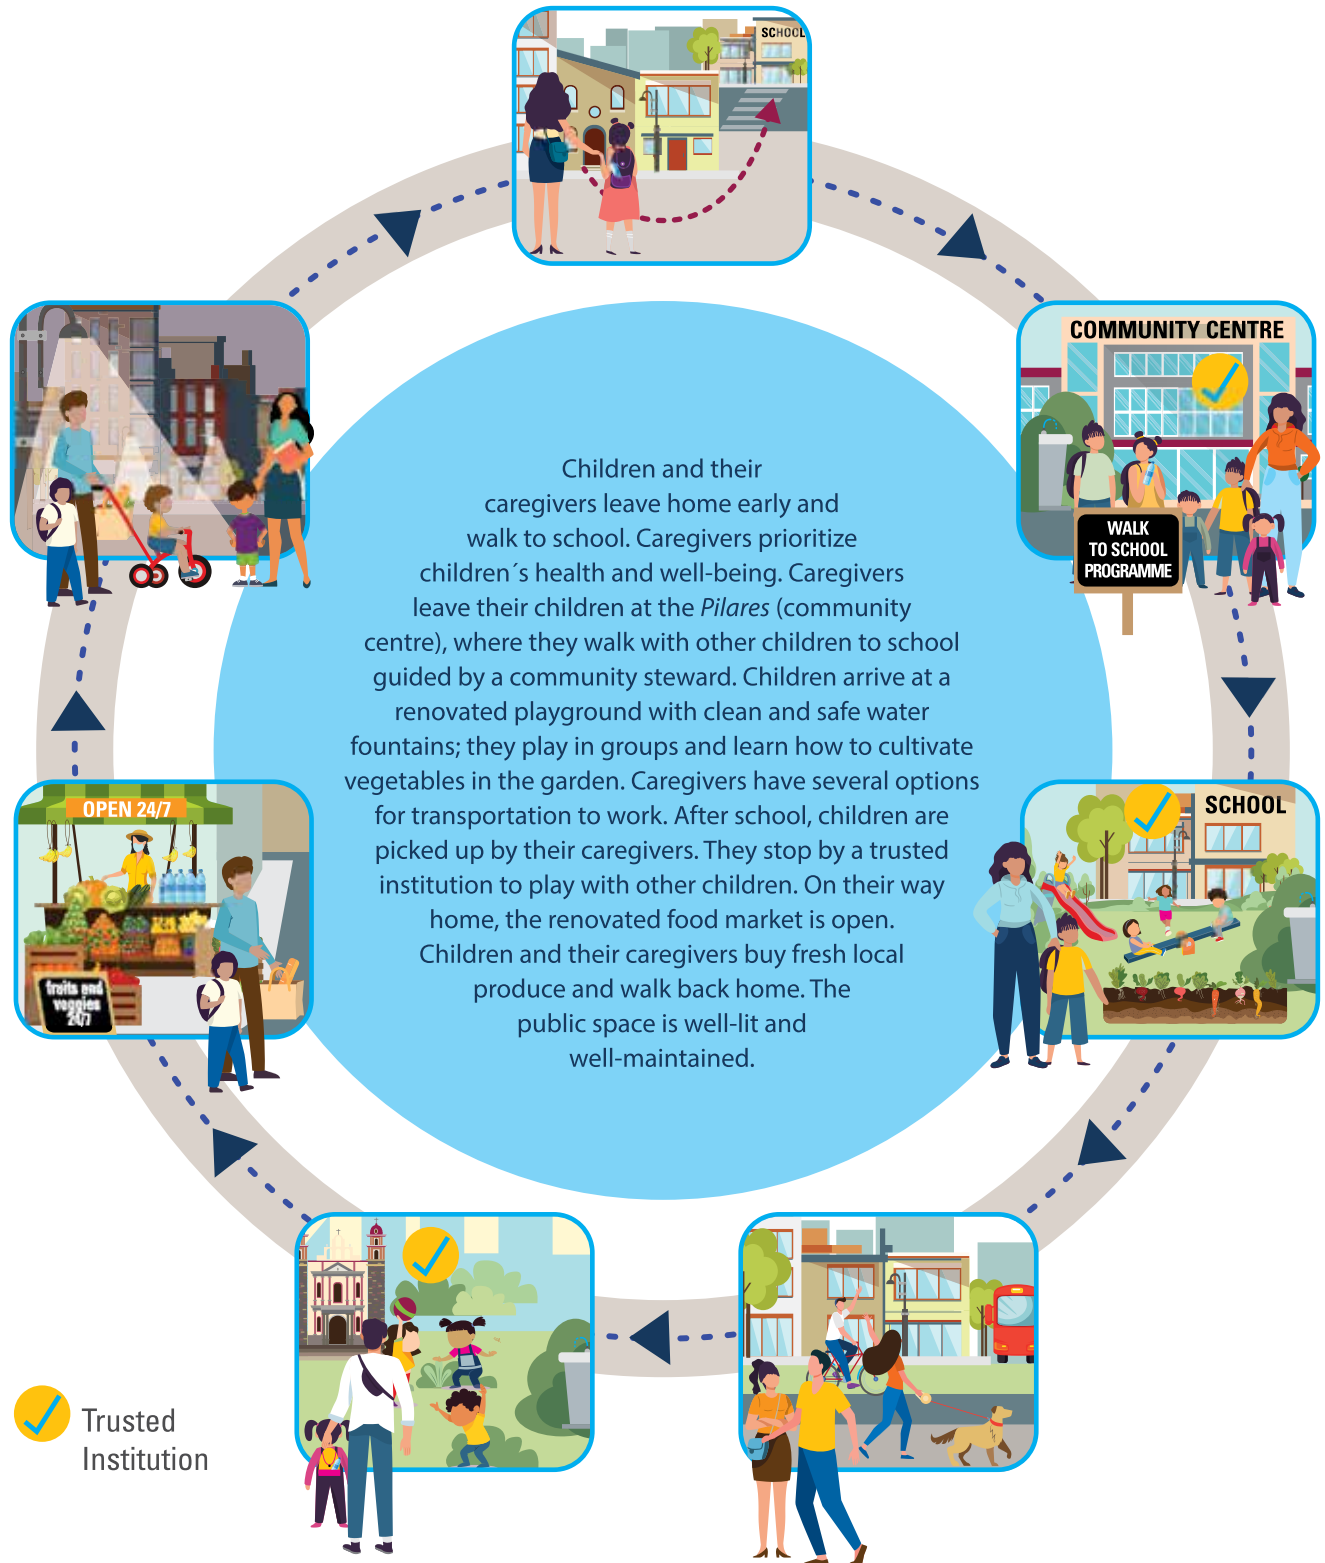 SCHOOL
COMMUNITY CENTRE
WALK
TO SCHOOL
PROGRAMME
Children and their
caregivers leave home early and
walk to school. Caregivers prioritize
children´s health and well-being. Caregivers
leave their children at the Pilares (community
centre), where they walk with other children to school
guided by a community steward. Children arrive at a
renovated playground with clean and safe water
fountains; they play in groups and learn how to cultivate
vegetables in the garden. Caregivers have several options
for transportation to work. After school, children are
picked up by their caregivers. They stop by a trusted
institution to play with other children. On their way
home, the renovated food market is open.
Children and their caregivers buy fresh local
produce and walk back home. The
public space is well-lit and
well-maintained.
OPEN 24/7
fruits and
veggies
24/7
SCHOOL
Trusted
Institution